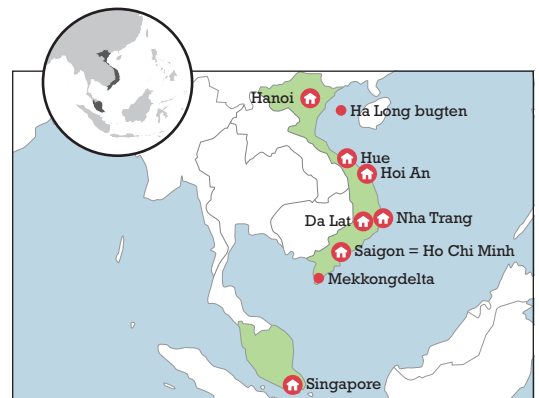 Hanoi
Ha Long bugten
Hue
Hoi An
Da Lat
Nha Trang
Saigon = Ho Chi Minh
Mekkongdelta
Singapore